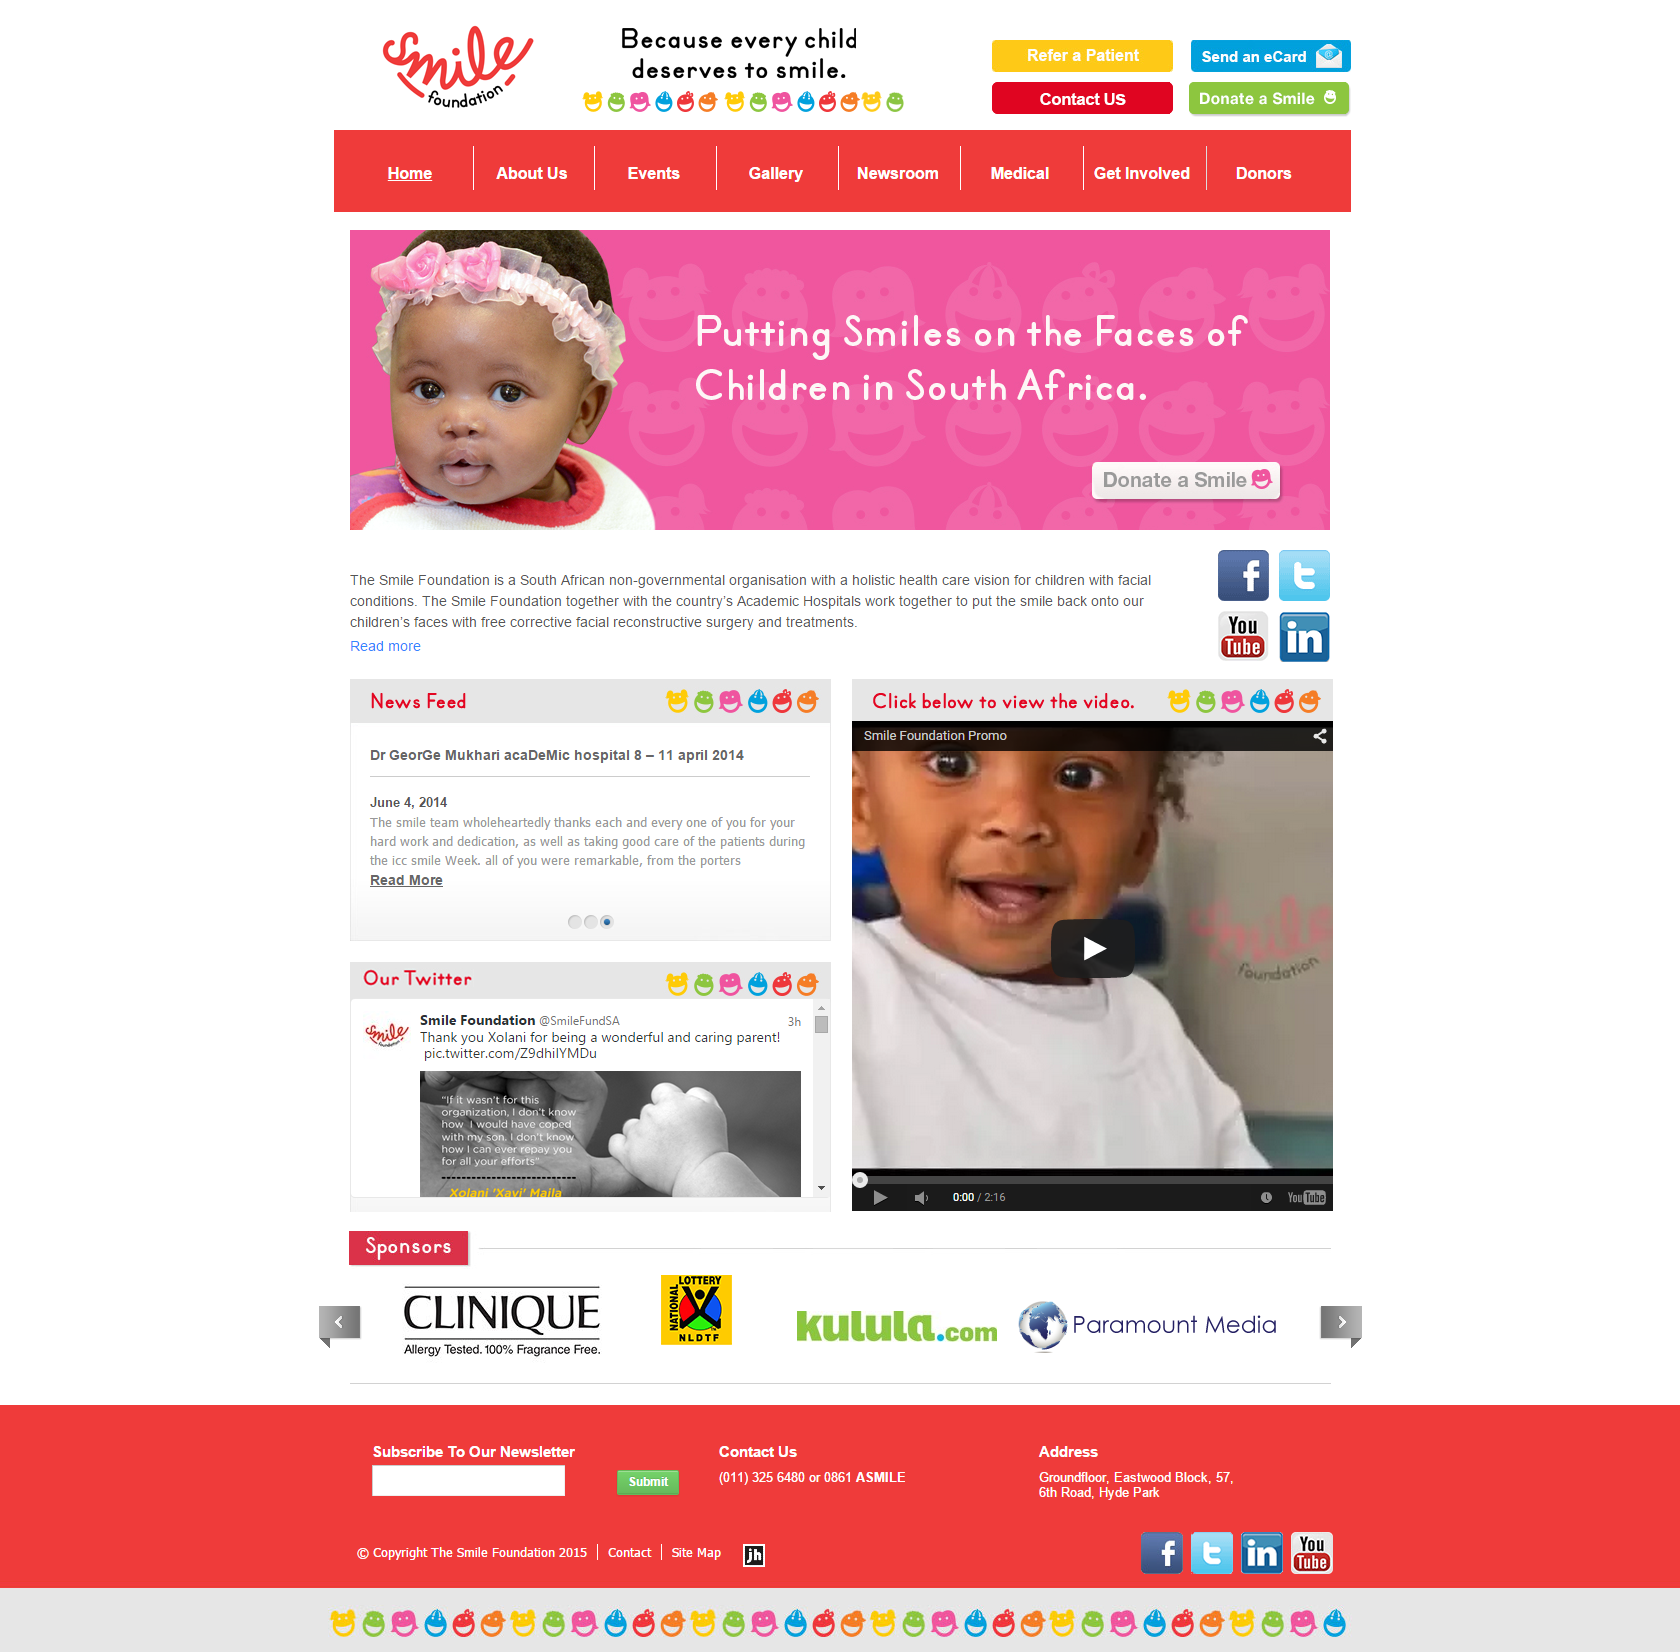 Smile
foundation
Because every child
deserves to smile.
Refer a Patient
Send an eCard
Contact US
Donate a Smile
Home
About Us
Events
Gallery
Newsroom
Medical
Get Involved
Donors
Putting Smiles on the Faces of
Children in South Africa.
Donate a Smile
The Smile Foundation is a South African non-governmental organisation with a holistic health care vision for children with facial
conditions. The Smile Foundation together with the country's Academic Hospitals work together to put the smile back onto our
children's faces with free corrective facial reconstructive surgery and treatments.
Read more
f
t
You
Tube
in
News Feed
Dr GeorGe Mukhari acaDeMic hospital 8 – 11 april 2014
June 4, 2014
The smile team wholeheartedly thanks each and every one of you for your
hard work and dedication, as well as taking good care of the patients during
the icc smile Week. all of you were remarkable, from the porters
Read More
Click below to view the video.
Smile Foundation Promo
Smile
foundation
0:00 / 2:16
YouTube
Our Twitter
Smile
foundation
Smile Foundation @SmileFundSA
3h
Thank you Xolani for being a wonderful and caring parent!
pic.twitter.com/Z9dhilYMDu
"If it wasn't for this
organization, I don't know
how I would have coped
with my son. I don't know
how I can ever repay you
for all your efforts"
Xolani 'Xavi' Maila
Sponsors
CLINIQUE
Allergy Tested. 100% Fragrance Free.
NATIONAL
LOTTERY
NLDTF
kulula.com
Paramount Media
Subscribe To Our Newsletter
Submit
Contact Us
(011) 325 6480 or 0861 ASMILE
Address
Groundfloor, Eastwood Block, 57,
6th Road, Hyde Park
© Copyright The Smile Foundation 2015
Contact
Site Map
jh
f
t
in
You
Tube